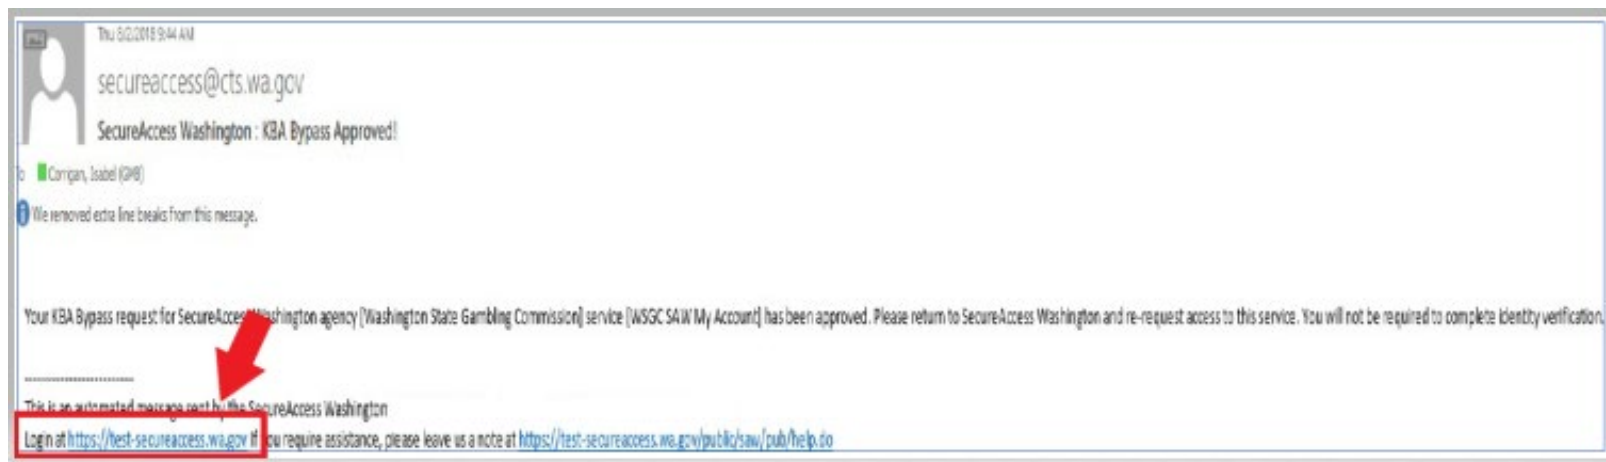 Thu 8/2/2018 9:44 AM
secureaccess@cts.wa.gov
SecureAccess Washington : KBA Bypass Approved!
To Corrigan, Isabel (GMB)
We removed extra line breaks from this message.
Your KBA Bypass request for SecureAccess Washington agency [Washington State Gambling Commission] service [WSGC SAW My Account] has been approved. Please return to SecureAccess Washington and re-request access to this service. You will not be required to complete identity verification.
-------------------------
This is an automated message sent by the SecureAccess Washington
Login at https://test-secureaccess.wa.gov If you require assistance, please leave us a note at https://test-secureaccess.wa.gov/public/saw/pub/help.do